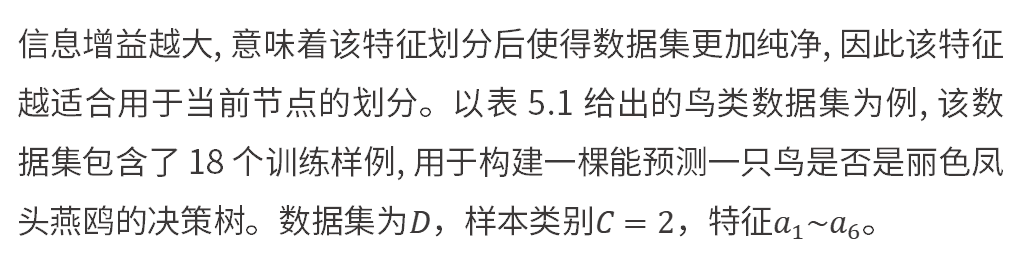 信息增益越大, 意味着该特征划分后使得数据集更加纯净, 因此该特征
越适合用于当前节点的划分。以表 5.1 给出的鸟类数据集为例, 该数
据集包含了 18 个训练样例, 用于构建一棵能预测一只鸟是否是丽色凤
头燕鸥的决策树。数据集为D，样本类别C = 2，特征a₁~a₆。